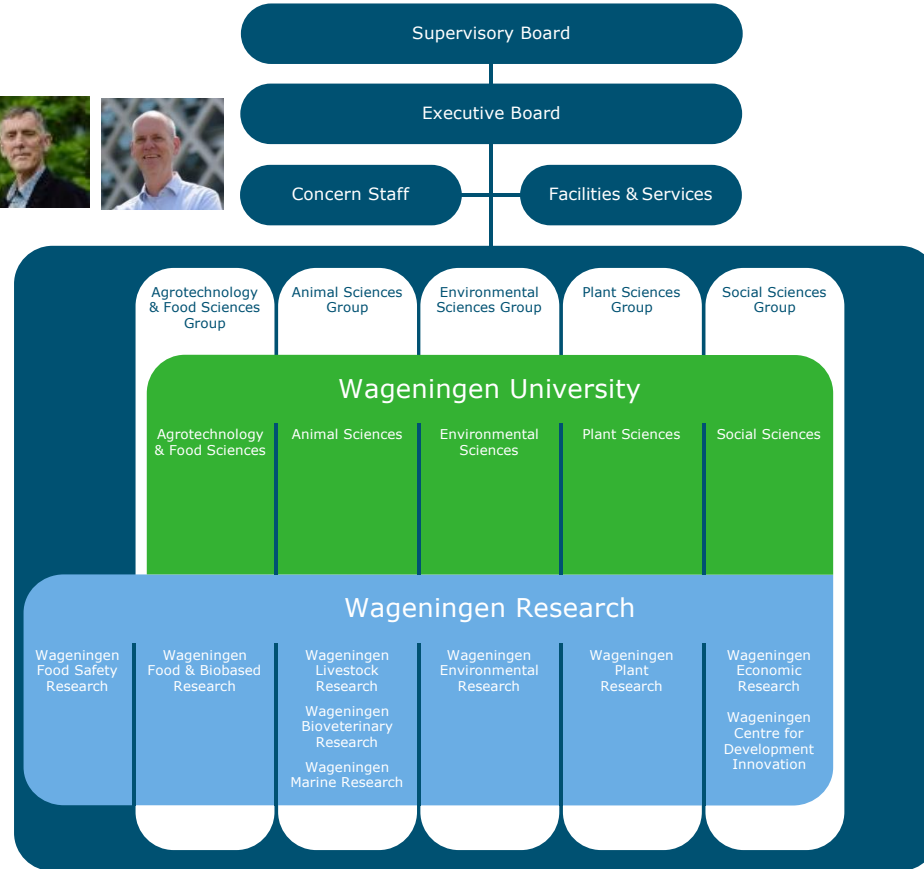 Supervisory Board
Executive Board
Concern Staff
Facilities & Services
Agrotechnology
& Food Sciences
Group
Animal Sciences
Group
Environmental
Sciences Group
Plant Sciences
Group
Social Sciences
Group
Wageningen University
Agrotechnology
& Food Sciences
Animal Sciences
Environmental
Sciences
Plant Sciences
Social Sciences
Wageningen Research
Wageningen
Food Safety
Research
Wageningen
Food & Biobased
Research
Wageningen
Livestock
Research
Wageningen
Bioveterinary
Research
Wageningen
Marine Research
Wageningen
Environmental
Research
Wageningen
Plant
Research
Wageningen
Economic
Research
Wageningen
Centre for
Development
Innovation